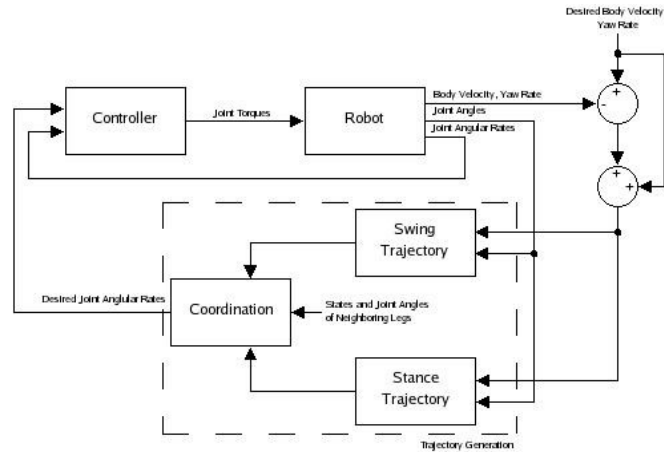 Desired Body Velocity
Yaw Rate
Body Velocity, Yaw Rate
Controller
Joint Torques
Robot
Joint Angles
Joint Angular Rates
+
-
+
+
Swing
Trajectory
Desired Joint Anglular Rates
Coordination
States and Joint Angles
of Neighboring Legs
Stance
Trajectory
Trajectory Generation